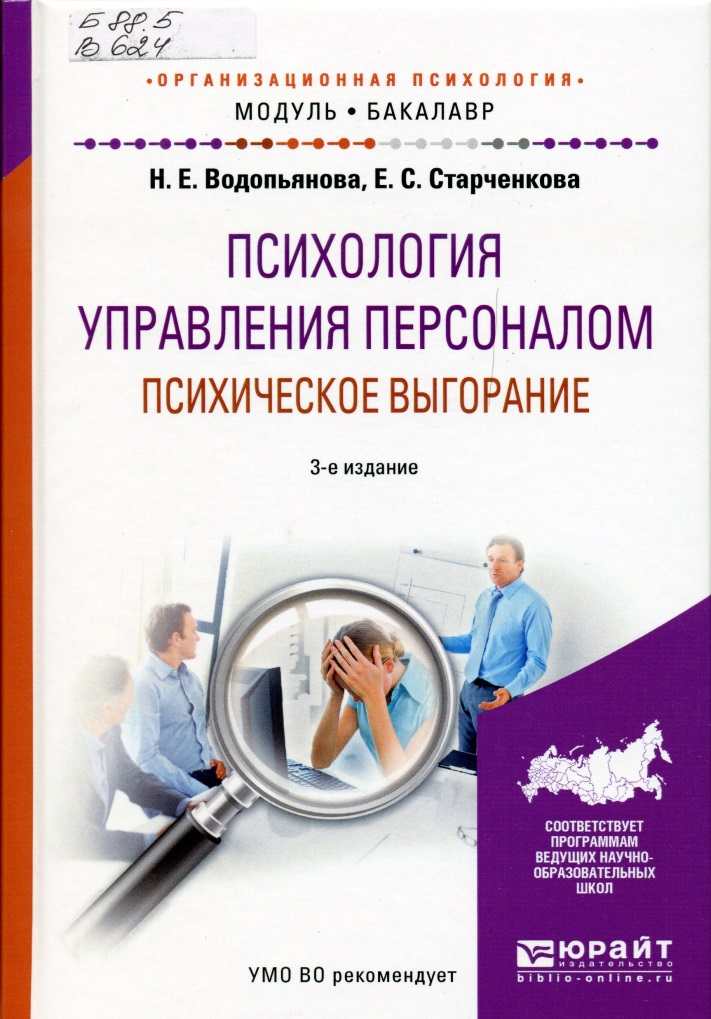 Б 88.5
В 624
• ОРГАНИЗАЦИОННАЯ ПСИХОЛОГИЯ •
МОДУЛЬ • БАКАЛАВР
Н. Е. Водопьянова, Е. С. Старченкова
ПСИХОЛОГИЯ
УПРАВЛЕНИЯ ПЕРСОНАЛОМ
ПСИХИЧЕСКОЕ ВЫГОРАНИЕ
3-е издание
СООТВЕТСТВУЕТ
ПРОГРАММАМ
ВЕДУЩИХ НАУЧНО-
ОБРАЗОВАТЕЛЬНЫХ
ШКОЛ
УМО ВО рекомендует
юрайт
ИЗДАТЕЛЬСТВО
biblio-online.ru